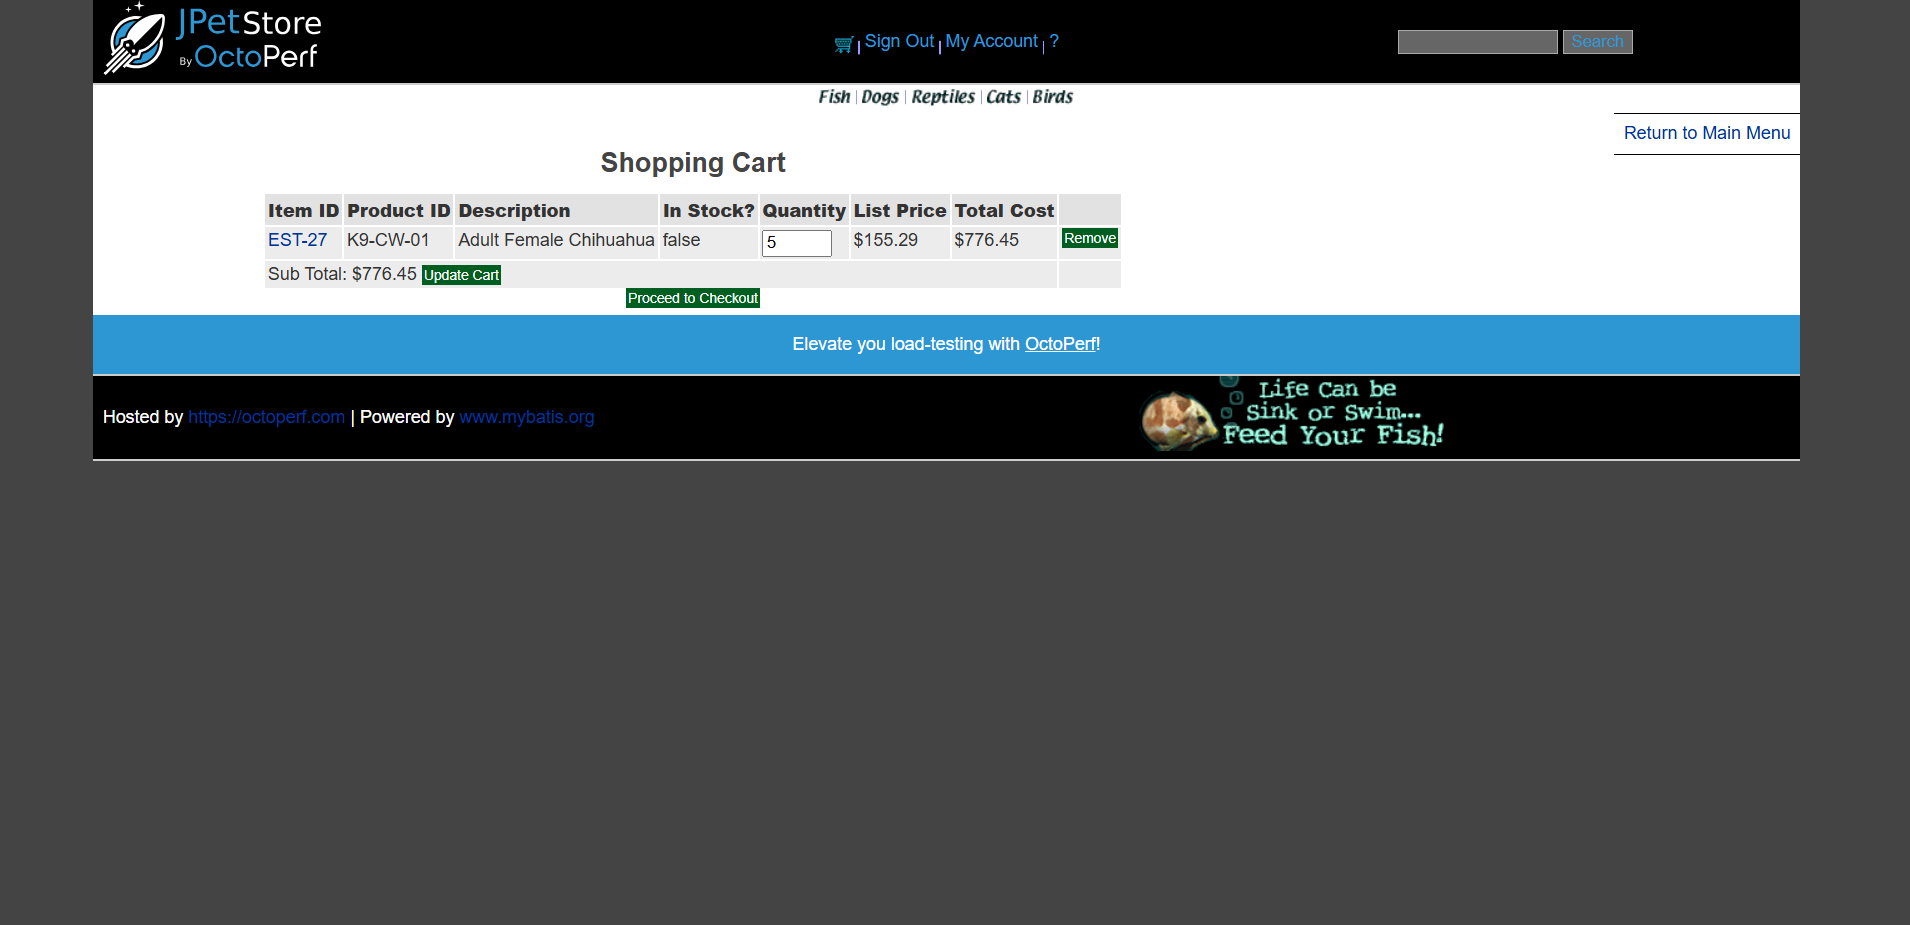 JPetStore
By OctoPerf
Sign Out | My Account | ?
Search
Fish | Dogs | Reptiles | Cats | Birds
Return to Main Menu
Shopping Cart
Item ID Product ID Description In Stock? Quantity List Price Total Cost
EST-27 K9-CW-01 Adult Female Chihuahua false 5 $155.29 $776.45 Remove
Sub Total: $776.45 Update Cart
Proceed to Checkout
Elevate you load-testing with OctoPerf!
Life Can be
Sink or Swim...
Feed Your Fish!
Hosted by https://octoperf.com | Powered by www.mybatis.org